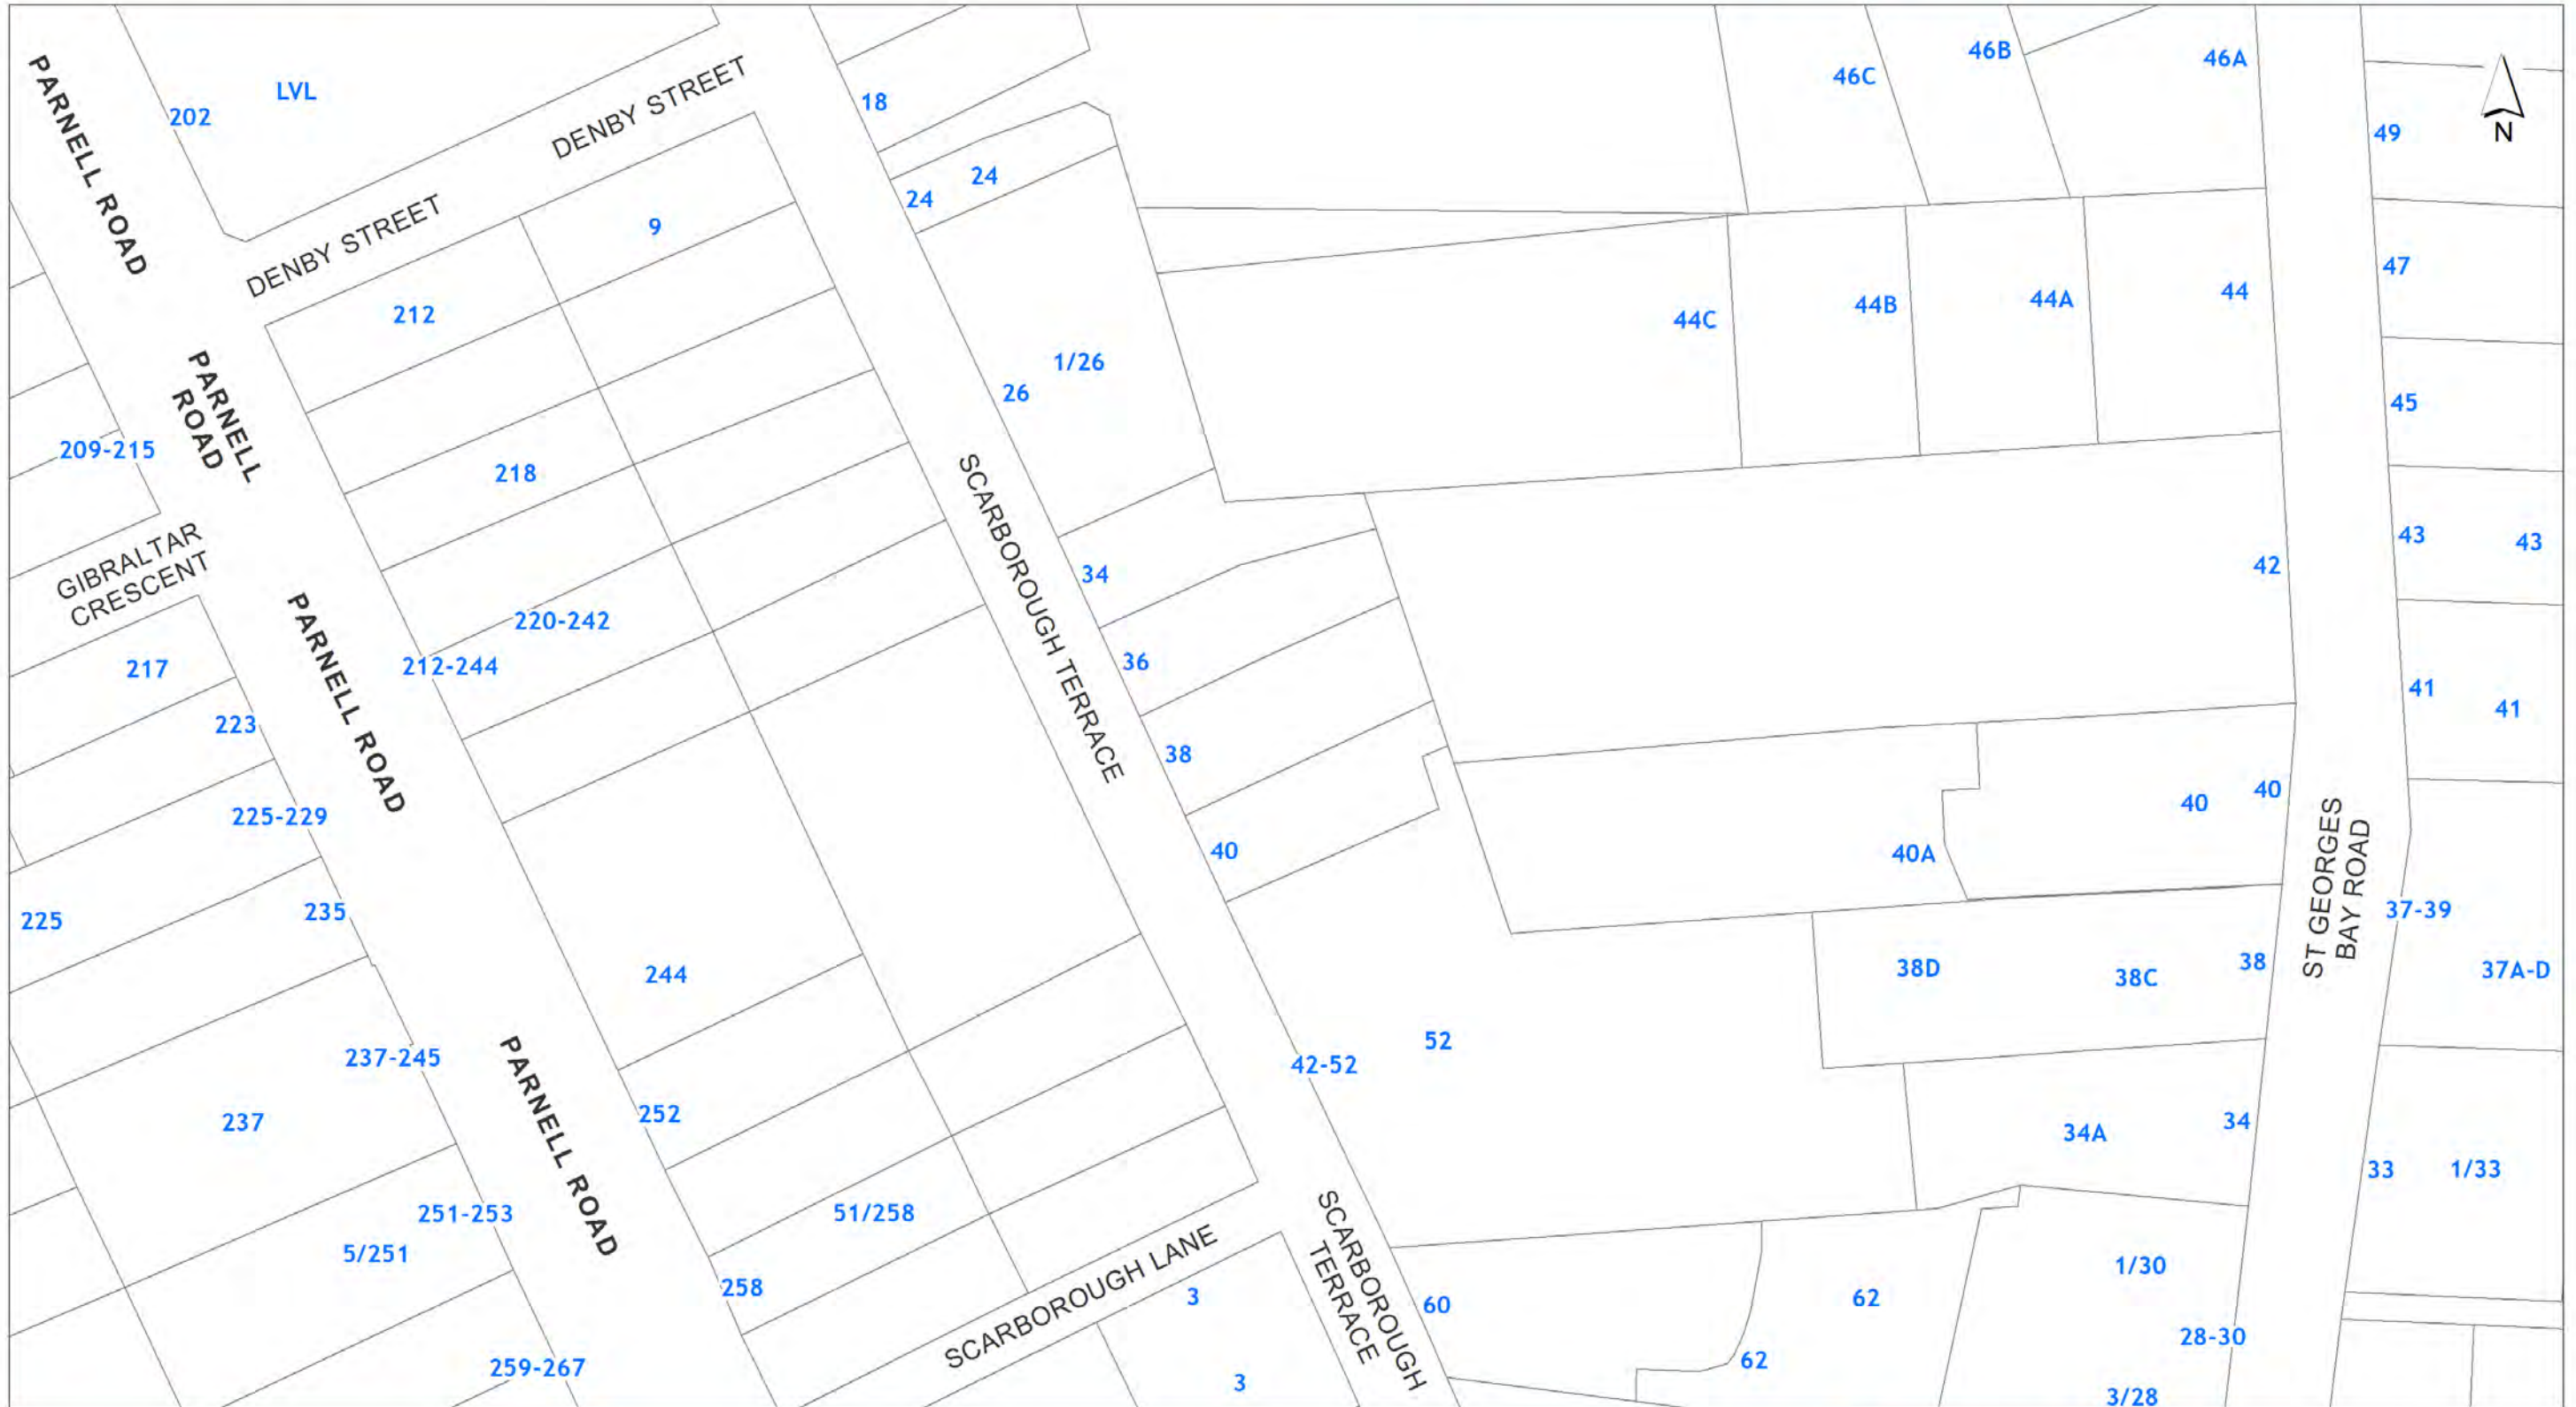 PARNELL ROAD
202
LVL
DENBY STREET
DENBY STREET
18
24
24
46C
46B
46A
49
N
9
212
47
44C
44B
44A
44
1/26
26
45
PARNELL
ROAD
209-215
218
SCARBOROUGH TERRACE
34
42
43
43
GIBRALTAR
CRESCENT
217
220-242
212-244
36
41
41
PARNELL ROAD
223
38
225-229
40
40A
40
40
ST GEORGES
BAY ROAD
225
235
244
37-39
37A-D
38D
38C
38
52
42-52
237-245
237
PARNELL ROAD
252
34A
34
33
1/33
251-253
5/251
51/258
258
SCARBOROUGH LANE
SCARBOROUGH
TERRACE
3
3
60
62
62
1/30
28-30
3/28
259-267